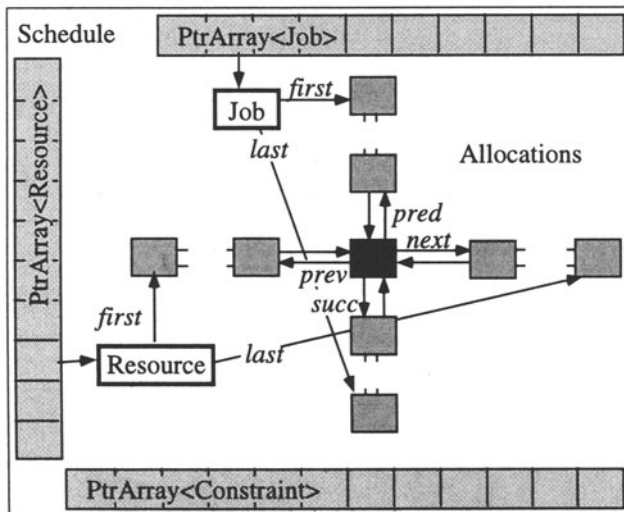 Schedule
PtrArray<Job>
PtrArray<Resource>
Job
first
last
Allocations
pred
next
prev
succ
first
Resource
last
PtrArray<Constraint>